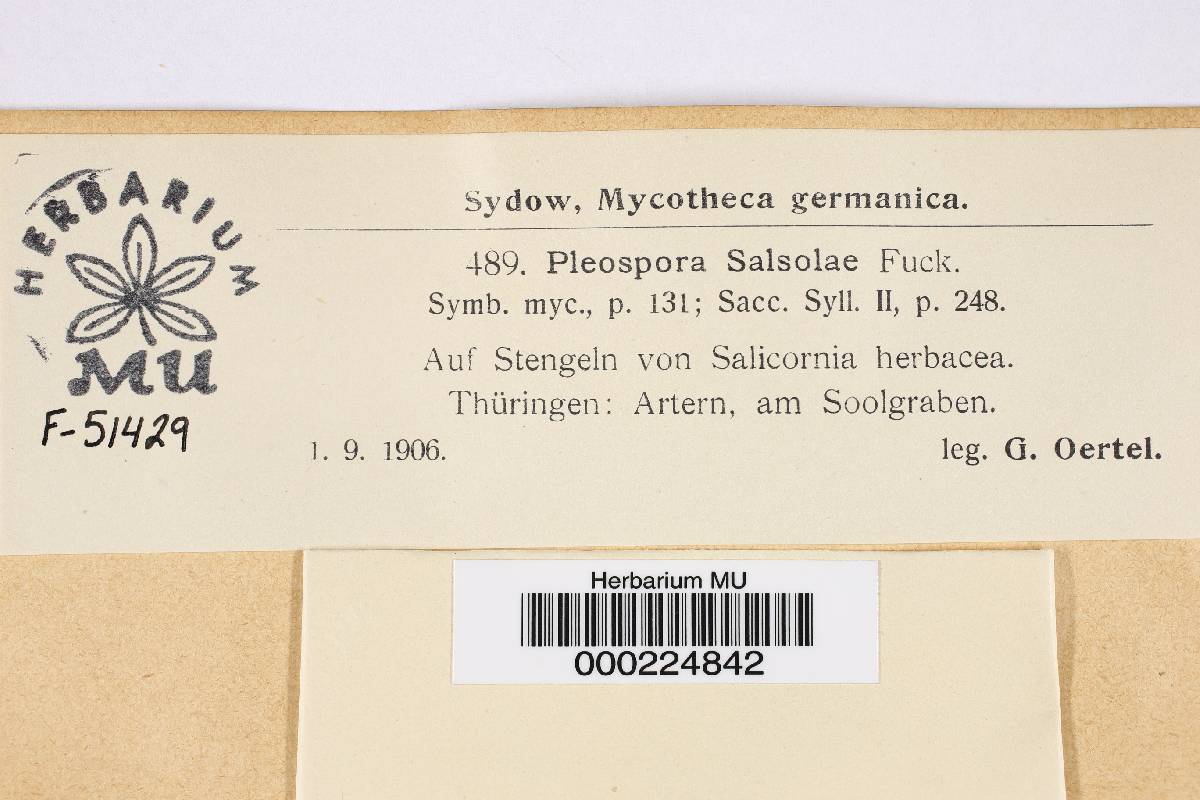 HERBARIUM
MU
F-51429
Sydow, Mycotheca germanica.
489. Pleospora Salsolae Fuck.
Symb. myc., p. 131; Sacc. Syll. II, p. 248.
Auf Stengeln von Salicornia herbacea.
Thüringen: Artern, am Soolgraben.
1. 9. 1906. leg. G. Oertel.
Herbarium MU
000224842